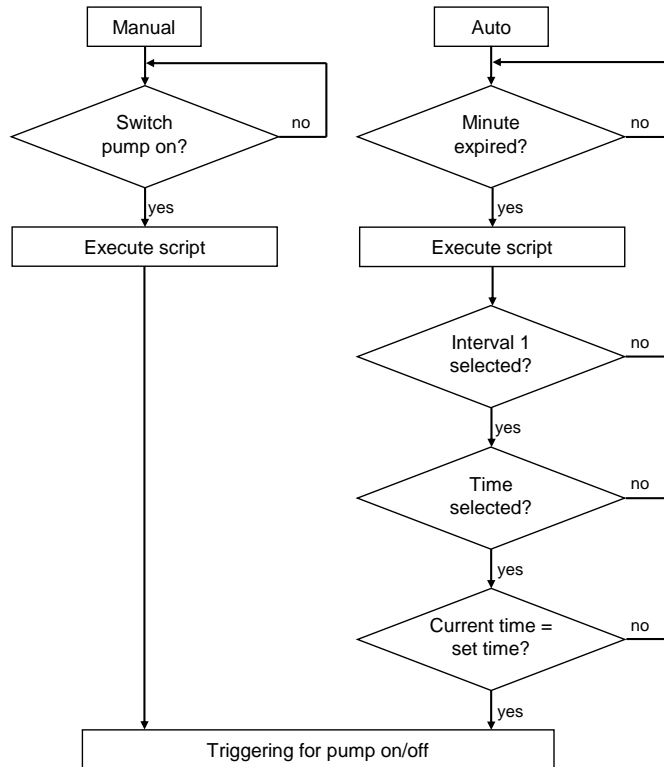 Manual
Switch
pump on?
no
yes
Execute script
Auto
Minute
expired?
no
yes
Execute script
Interval 1
selected?
no
yes
Time
selected?
no
yes
Current time =
set time?
no
yes
Triggering for pump on/off